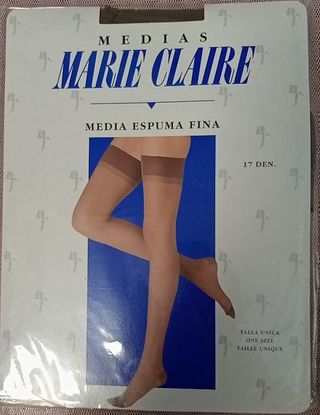 MEDIAS
MARIE CLAIRE
MEDIA ESPUMA FINA
17 DEN.
TALLA UNICA
ONE SIZE
TAILLE UNIQUE